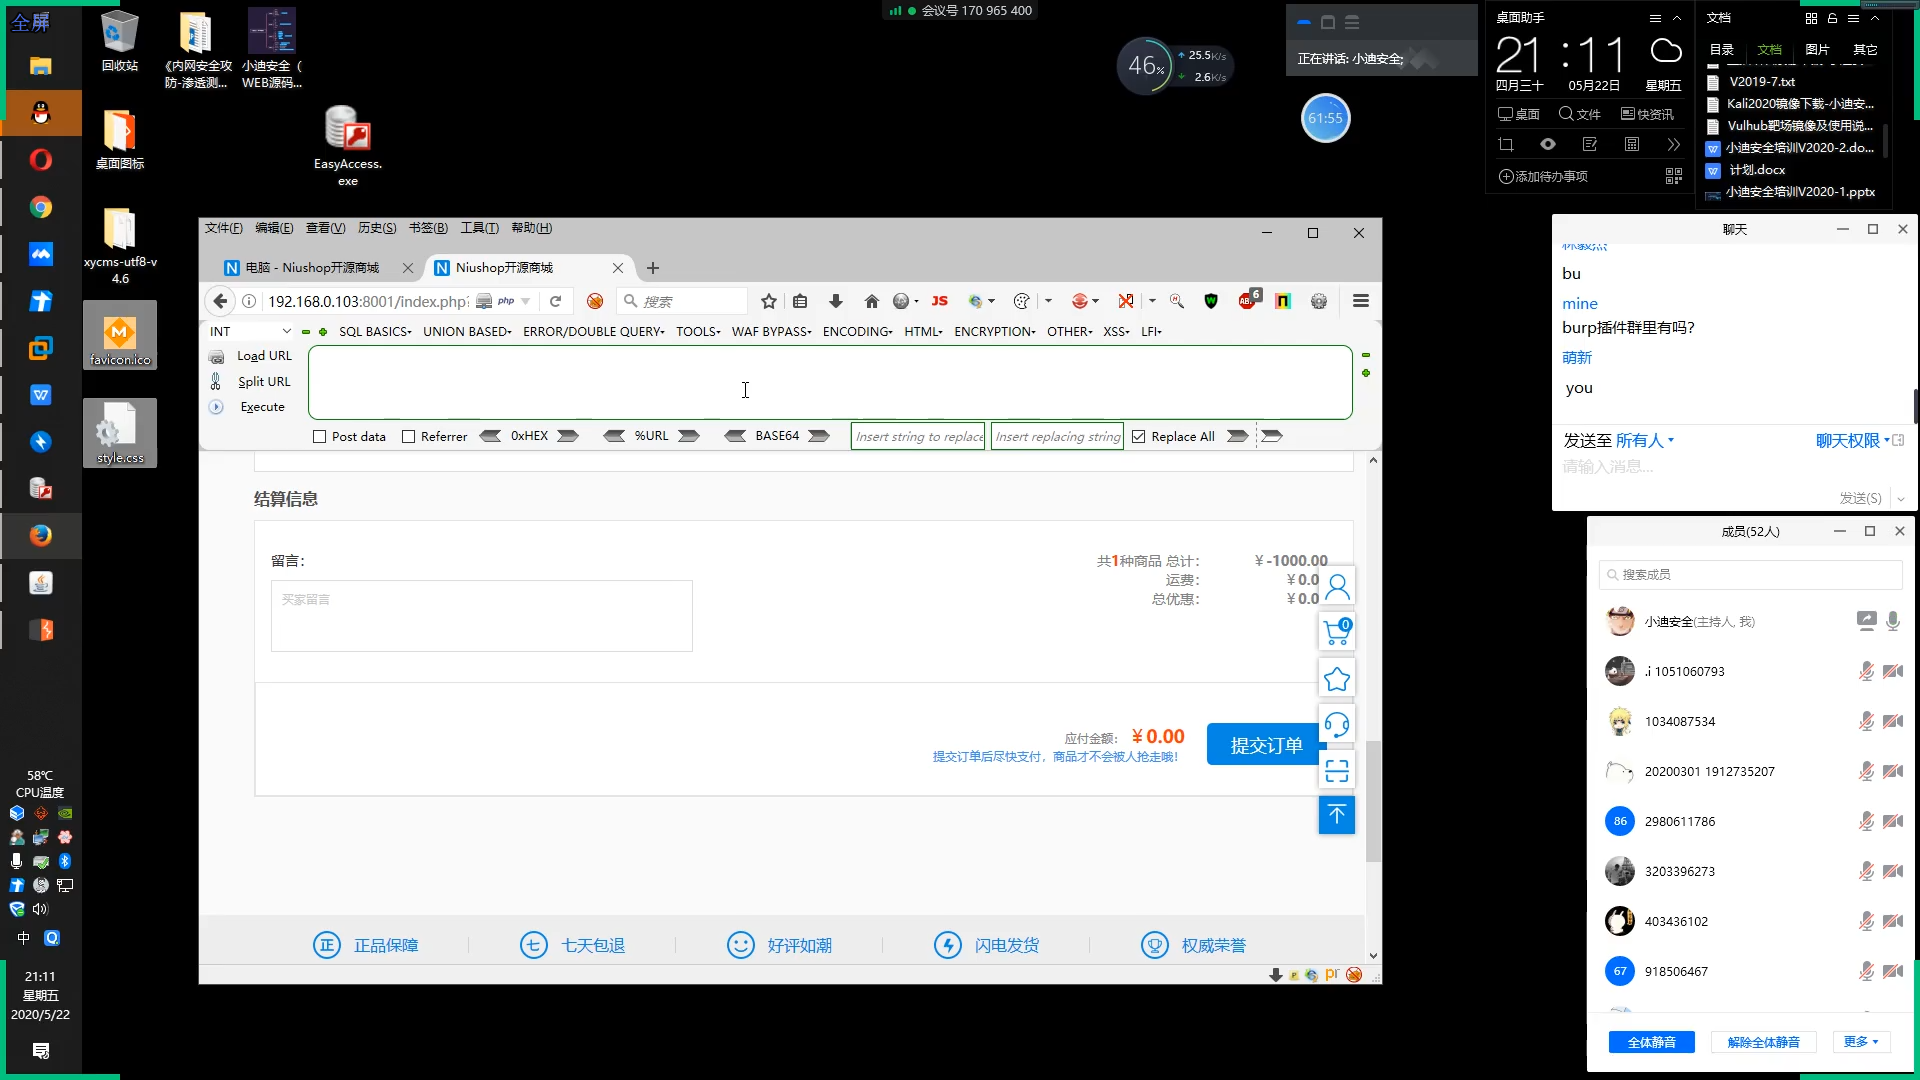 全屏
回收站
《内网安全攻
防-渗透测...
小迪安全（
WEB源码...
桌面图标
EasyAccess.
exe
xycms-utf8-v
4.6
favicon.ico
style.css
58℃
CPU温度
中
21:11
星期五
2020/5/22
会议号 170 965 400
46%
25.5K/s
2.6K/s
正在讲话: 小迪安全;
61:55
桌面助手
21:11
四月三十
05月22日
星期五
桌面
文件
快资讯
添加待办事项
文档
目录
文档
图片
其它
V2019-7.txt
Kali2020镜像下载-小迪安...
Vulhub靶场镜像及使用说...
小迪安全培训V2020-2.do...
计划.docx
小迪安全培训V2020-1.pptx
文件(F) 编辑(E) 查看(V) 历史(S) 书签(B) 工具(T) 帮助(H)
电脑 - Niushop开源商城
Niushop开源商城
192.168.0.103:8001/index.php?
php
搜索
JS
ABP
6
INT
SQL BASICS
UNION BASED
ERROR/DOUBLE QUERY
TOOLS
WAF BYPASS
ENCODING
HTML
ENCRYPTION
OTHER
XSS
LFI
Load URL
Split URL
Execute
Post data
Referrer
0xHEX
%URL
BASE64
Insert string to replace
Insert replacing string
Replace All
结算信息
留言：
买家留言
共1种商品 总计：
¥ -1000.00
运费：
¥ 0.0
总优惠：
¥ 0.0
0
应付金额：
¥ 0.00
提交订单后尽快支付，商品才不会被人抢走哦！
提交订单
正 正品保障
七 七天包退
好评如潮
闪电发货
权威荣誉
聊天
bu
mine
burp插件群里有吗？
萌新
you
发送至 所有人
聊天权限
请输入消息...
发送(S)
成员(52人)
搜索成员
小迪安全(主持人, 我)
.i 1051060793
1034087534
20200301 1912735207
86
2980611786
3203396273
403436102
67
918506467
全体静音
解除全体静音
更多